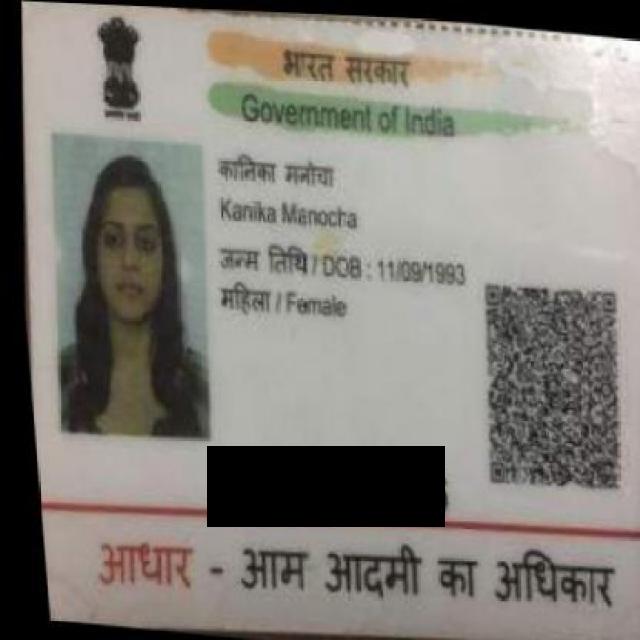 भारत सरकार
Government of India
कानिका मनोचा
Kanika Manocha
जन्म तिथि / DOB : 11/09/1993
महिला / Female
आधार - आम आदमी का अधिकार